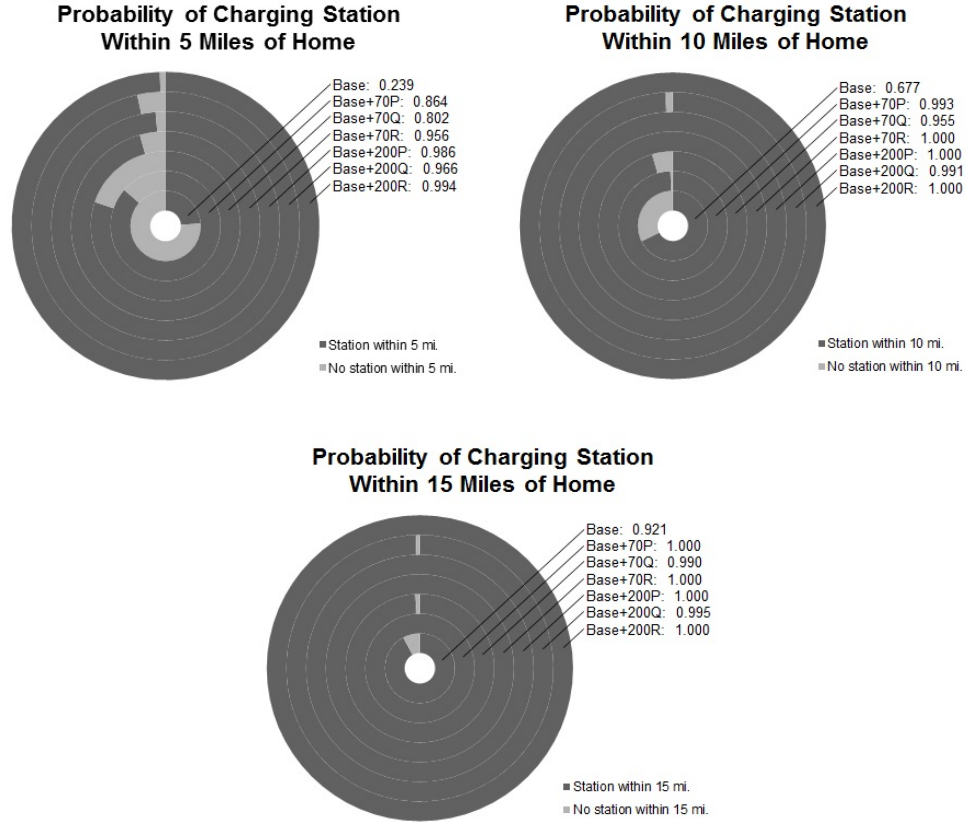 Probability of Charging Station
Within 5 Miles of Home
Base: 0.239
Base+70P: 0.864
Base+70Q: 0.802
Base+70R: 0.956
Base+200P: 0.986
Base+200Q: 0.966
Base+200R: 0.994
Station within 5 mi.
No station within 5 mi.
Probability of Charging Station
Within 10 Miles of Home
Base: 0.677
Base+70P: 0.993
Base+70Q: 0.955
Base+70R: 1.000
Base+200P: 1.000
Base+200Q: 0.991
Base+200R: 1.000
Station within 10 mi.
No station within 10 mi.
Probability of Charging Station
Within 15 Miles of Home
Base: 0.921
Base+70P: 1.000
Base+70Q: 0.990
Base+70R: 1.000
Base+200P: 1.000
Base+200Q: 0.995
Base+200R: 1.000
Station within 15 mi.
No station within 15 mi.